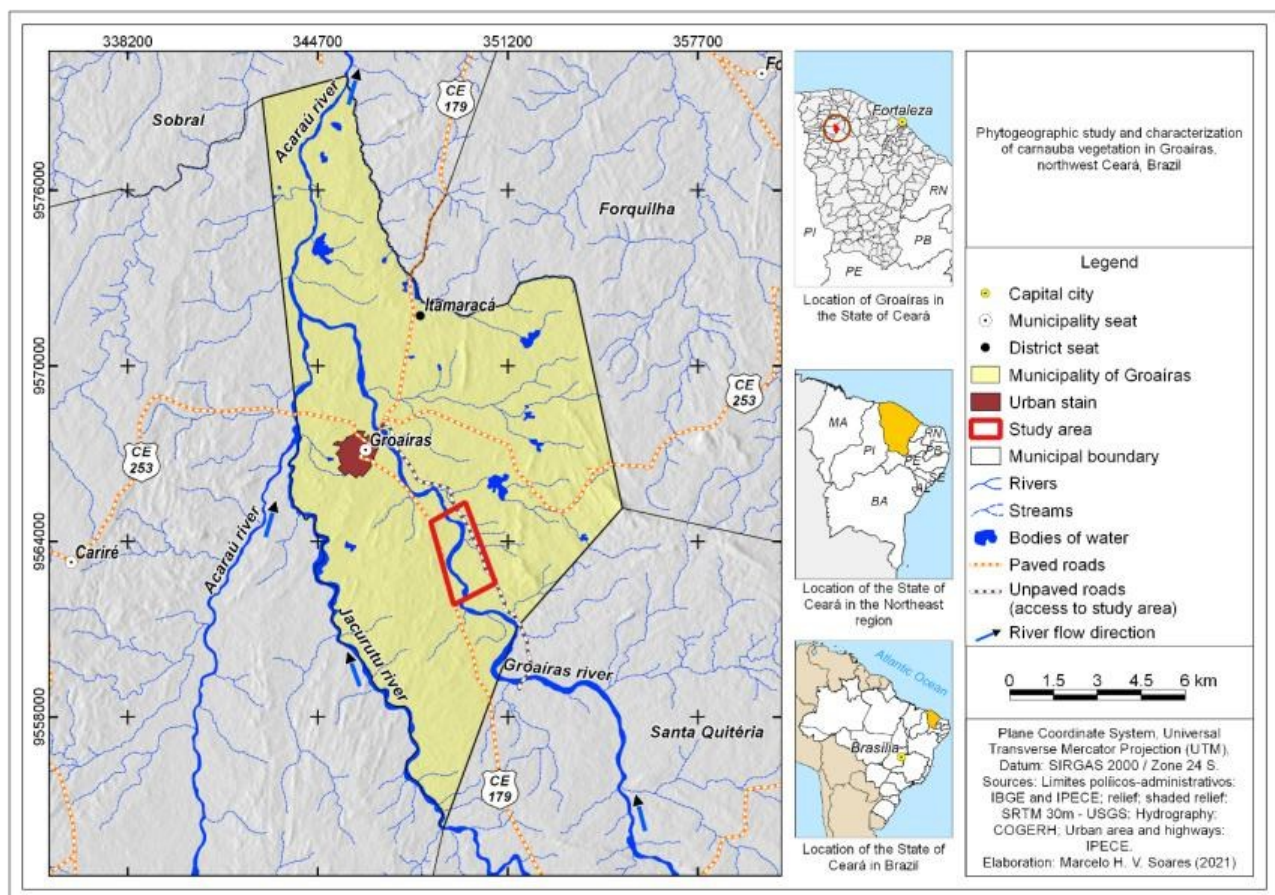 338200
344700
351200
357700
9576000
9570000
9564000
9558000
Sobral
Acaraú river
CE
179
Fo
Forquilha
Itamaracá
CE
253
Groaíras
CE
253
Cariré
Acaraú river
Jacurutú river
Groaíras river
Santa Quitéria
CE
179
Fortaleza
RN
PI
PB
PE
Location of Groaíras in
the State of Ceará
MA
RN
PB
PI
PE
AL
SE
BA
Location of the State of
Ceará in the Northeast
region
Atlantic Ocean
Brasília
Location of the State of
Ceará in Brazil
Phytogeographic study and characterization
of carnauba vegetation in Groaíras,
northwest Ceará, Brazil
Legend
Capital city
Municipality seat
District seat
Municipality of Groaíras
Urban stain
Study area
Municipal boundary
Rivers
Streams
Bodies of water
Paved roads
Unpaved roads
(access to study area)
River flow direction
0 1.5 3 4.5 6 km
Plane Coordinate System, Universal
Transverse Mercator Projection (UTM),
Datum: SIRGAS 2000 / Zone 24 S.
Sources: Limites políicos-administrativos:
IBGE and IPECE; relief; shaded relief:
SRTM 30m - USGS; Hydrography:
COGERH; Urban area and highways:
IPECE.
Elaboration: Marcelo H. V. Soares (2021)